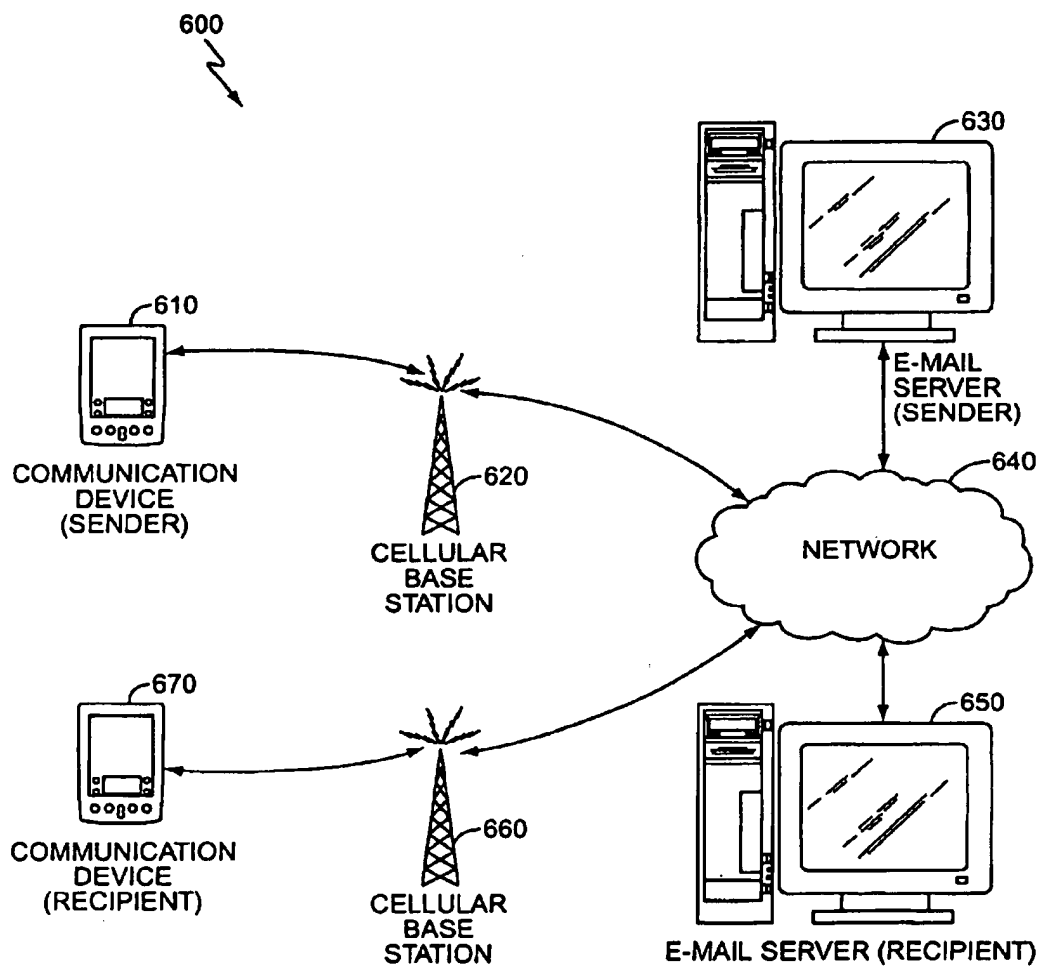 600
630
610
E-MAIL
SERVER
(SENDER)
COMMUNICATION
DEVICE
(SENDER)
620
640
CELLULAR
BASE
STATION
NETWORK
670
650
COMMUNICATION
DEVICE
(RECIPIENT)
660
CELLULAR
BASE
STATION
E-MAIL SERVER (RECIPIENT)